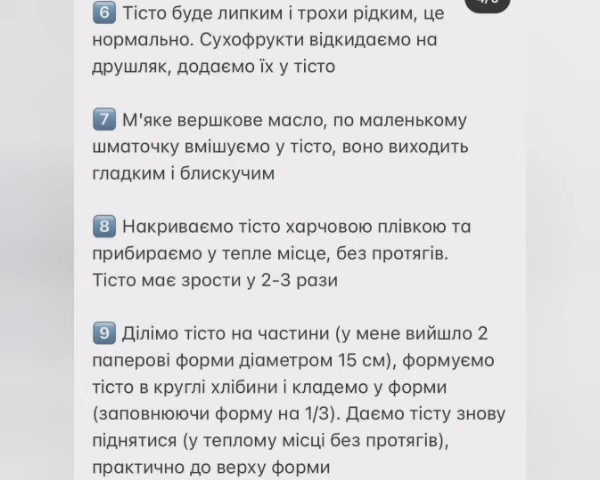 6 Тісто буде липким і трохи рідким, це
нормально. Сухофрукти відкидаємо на
друшляк, додаємо їх у тісто
7 М'яке вершкове масло, по маленькому
шматочку вмішуємо у тісто, воно виходить
гладким і блискучим
8 Накриваємо тісто харчовою плівкою та
прибираємо у тепле місце, без протягів.
Тісто має зрости у 2-3 рази
9 Ділімо тісто на частини (у мене вийшло 2
паперові форми діаметром 15 см), формуємо
тісто в круглі хлібини і кладемо у форми
(заповнюючи форму на 1/3). Даємо тісту знову
піднятися (у теплому місці без протягів),
практично до верху форми